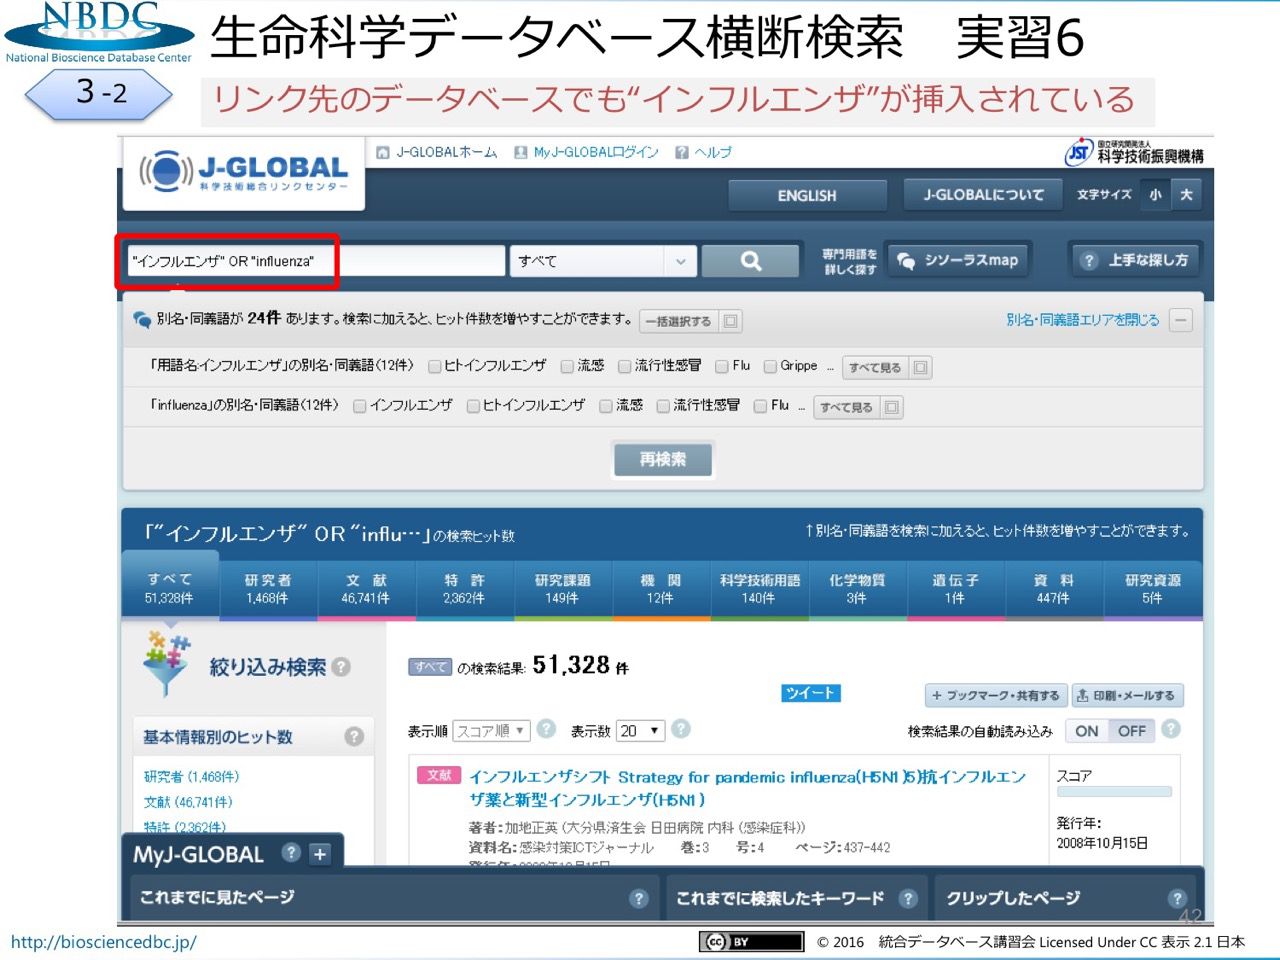 NBDC
National Bioscience Database Center
生命科学データベース横断検索　実習6
3-2
リンク先のデータベースでも“インフルエンザ”が挿入されている
J-GLOBAL
科学技術総合リンクセンター
J-GLOBALホーム MyJ-GLOBALログイン ? ヘルプ
JST 国立研究開発法人
科学技術振興機構
ENGLISH J-GLOBALについて 文字サイズ 小 大
"インフルエンザ" OR "influenza" すべて 専門用語を
詳しく探す シソーラスmap ? 上手な探し方
別名・同義語が 24件 あります。検索に加えると、ヒット件数を増やすことができます。 一括選択する 別名・同義語エリアを閉じる
「用語名:インフルエンザ」の別名・同義語(12件) ヒトインフルエンザ 流感 流行性感冒 Flu Grippe ... すべて見る
「influenza」の別名・同義語(12件) インフルエンザ ヒトインフルエンザ 流感 流行性感冒 Flu ... すべて見る
再検索
「"インフルエンザ" OR "influ…」の検索ヒット数 ↑別名・同義語を検索に加えると、ヒット件数を増やすことができます。
すべて 研究者 文 献 特 許 研究課題 機 関 科学技術用語 化学物質 遺伝子 資 料 研究資源
51,328件 1,468件 46,741件 2,362件 149件 12件 140件 3件 1件 447件 5件
絞り込み検索 ?
すべて の検索結果: 51,328 件
ツイート + ブックマーク・共有する 印刷・メールする
表示順 スコア順 ▼ ? 表示数 20 ▼ ? 検索結果の自動読み込み ON OFF ?
基本情報別のヒット数 ?
研究者 (1,468件)
文献 (46,741件)
特許 (2,362件)
文献 インフルエンザシフト Strategy for pandemic influenza(H5N1)5)抗インフルエン
ザ薬と新型インフルエンザ(H5N1)
著者:加地正英 (大分県済生会 日田病院 内科 (感染症科))
資料名:感染対策ICTジャーナル 巻:3 号:4 ページ:437-442
発行年:2008年10月15日
スコア
発行年:
2008年10月15日
MyJ-GLOBAL ? +
これまでに見たページ ? これまでに検索したキーワード ? クリップしたページ ?
42
http://biosciencedbc.jp/
cc BY
© 2016　統合データベース講習会 Licensed Under CC 表示 2.1 日本